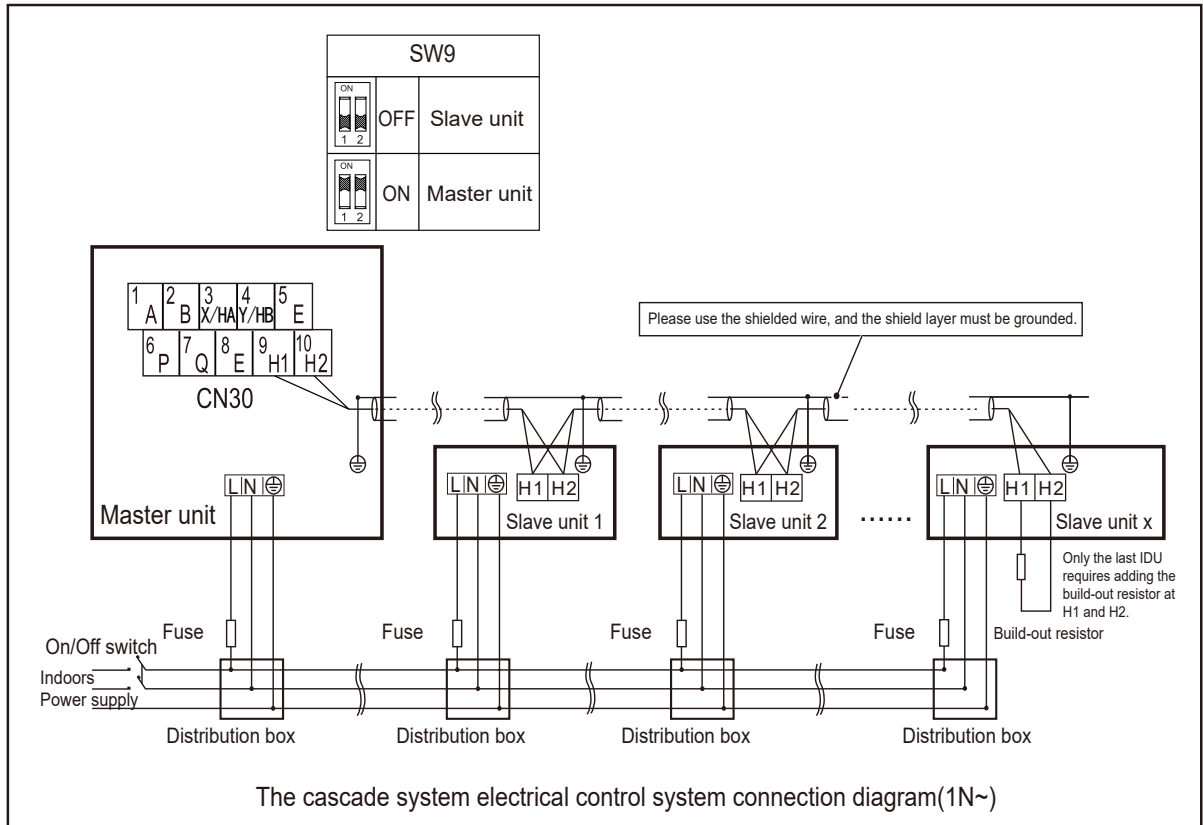 SW9
ON
1 2
OFF
Slave unit
ON
1 2
ON
Master unit
1 A
2 B
3 X/HA
4 Y/HB
5 E
6 P
7 Q
8 E
9 H1
10 H2
CN30
Please use the shielded wire, and the shield layer must be grounded.
L N
Master unit
L N
H1 H2
Slave unit 1
L N
H1 H2
Slave unit 2
......
L N
H1 H2
Slave unit x
Only the last IDU
requires adding the
build-out resistor at
H1 and H2.
Build-out resistor
Fuse
Fuse
Fuse
Fuse
On/Off switch
Indoors
Power supply
Distribution box
Distribution box
Distribution box
Distribution box
The cascade system electrical control system connection diagram(1N~)